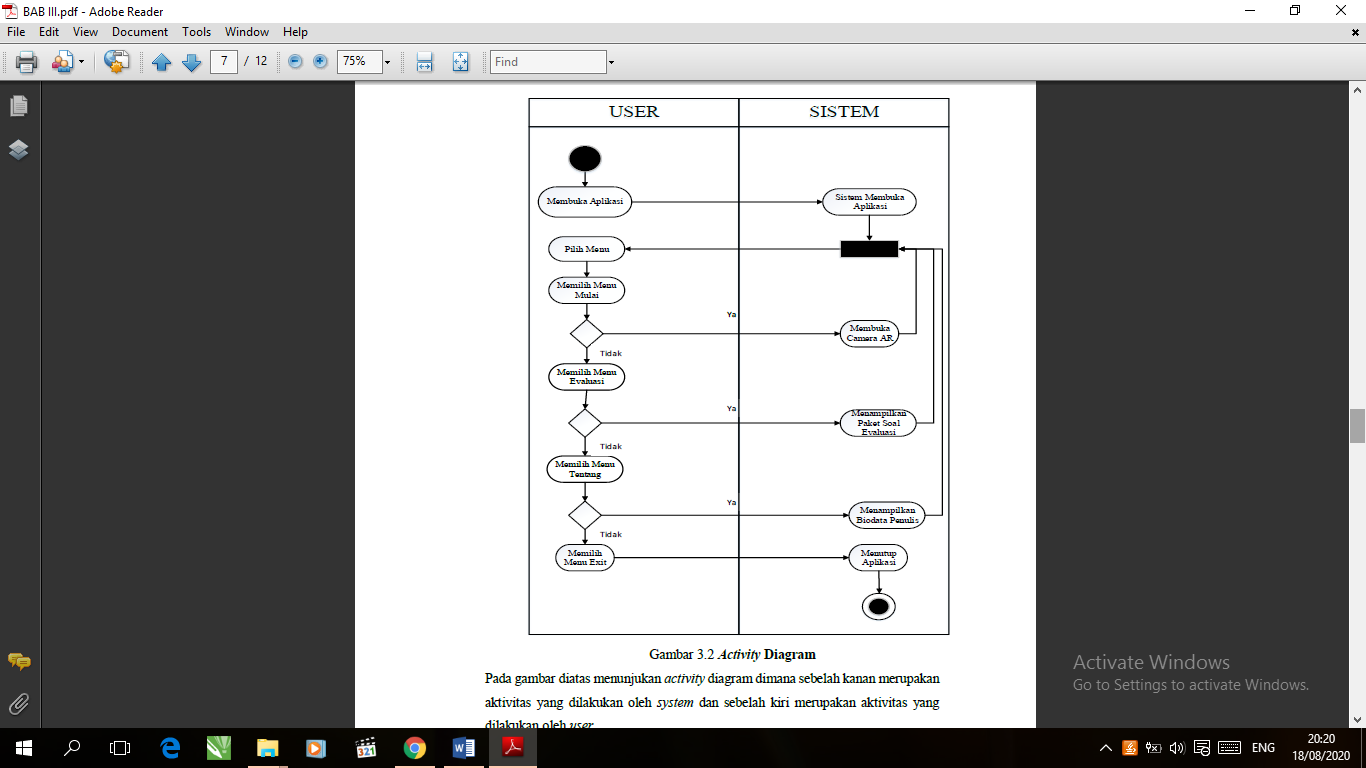 BAB III.pdf - Adobe Reader
File Edit View Document Tools Window Help
7 / 12 75% Find
USER SISTEM
Membuka Aplikasi
Sistem Membuka
Aplikasi
Pilih Menu
Memilih Menu
Mulai
Ya
Membuka
Camera AR
Tidak
Memilih Menu
Evaluasi
Ya
Menampilkan
Paket Soal
Evaluasi
Tidak
Memilih Menu
Tentang
Ya
Menampilkan
Biodata Penulis
Tidak
Memilih
Menu Exit
Menutup
Aplikasi
Gambar 3.2 Activity Diagram
Pada gambar diatas menunjukan activity diagram dimana sebelah kanan merupakan
aktivitas yang dilakukan oleh system dan sebelah kiri merupakan aktivitas yang
dilakukan oleh user
Activate Windows
Go to Settings to activate Windows.
321
ENG
20:20
18/08/2020